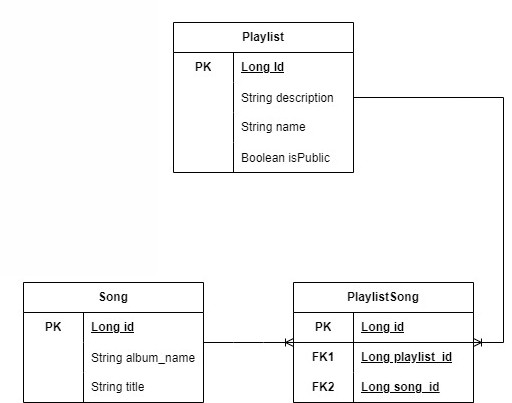 Playlist
PK Long Id
String description
String name
Boolean isPublic
Song
PK Long id
String album_name
String title
PlaylistSong
PK Long id
FK1 Long playlist_id
FK2 Long song_id